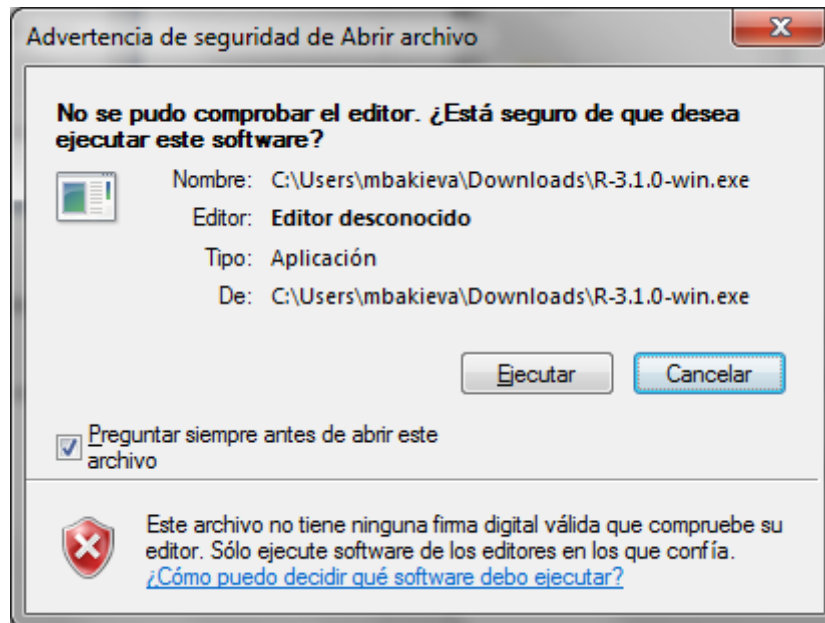 Advertencia de seguridad de Abrir archivo
No se pudo comprobar el editor. ¿Está seguro de que desea
ejecutar este software?
Nombre: C:\Users\mbakieva\Downloads\R-3.1.0-win.exe
Editor: Editor desconocido
Tipo: Aplicación
De: C:\Users\mbakieva\Downloads\R-3.1.0-win.exe
Ejecutar Cancelar
Preguntar siempre antes de abrir este
archivo
Este archivo no tiene ninguna firma digital válida que compruebe su
editor. Sólo ejecute software de los editores en los que confía.
¿Cómo puedo decidir qué software debo ejecutar?